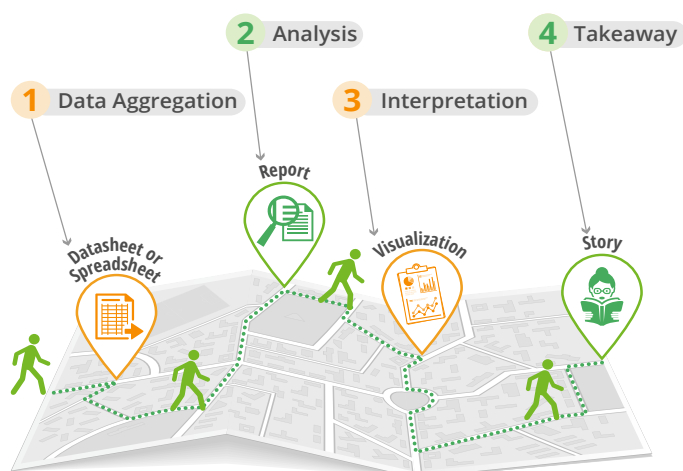 1 Data Aggregation
Datasheet or
Spreadsheet
2 Analysis
Report
3 Interpretation
Visualization
4 Takeaway
Story